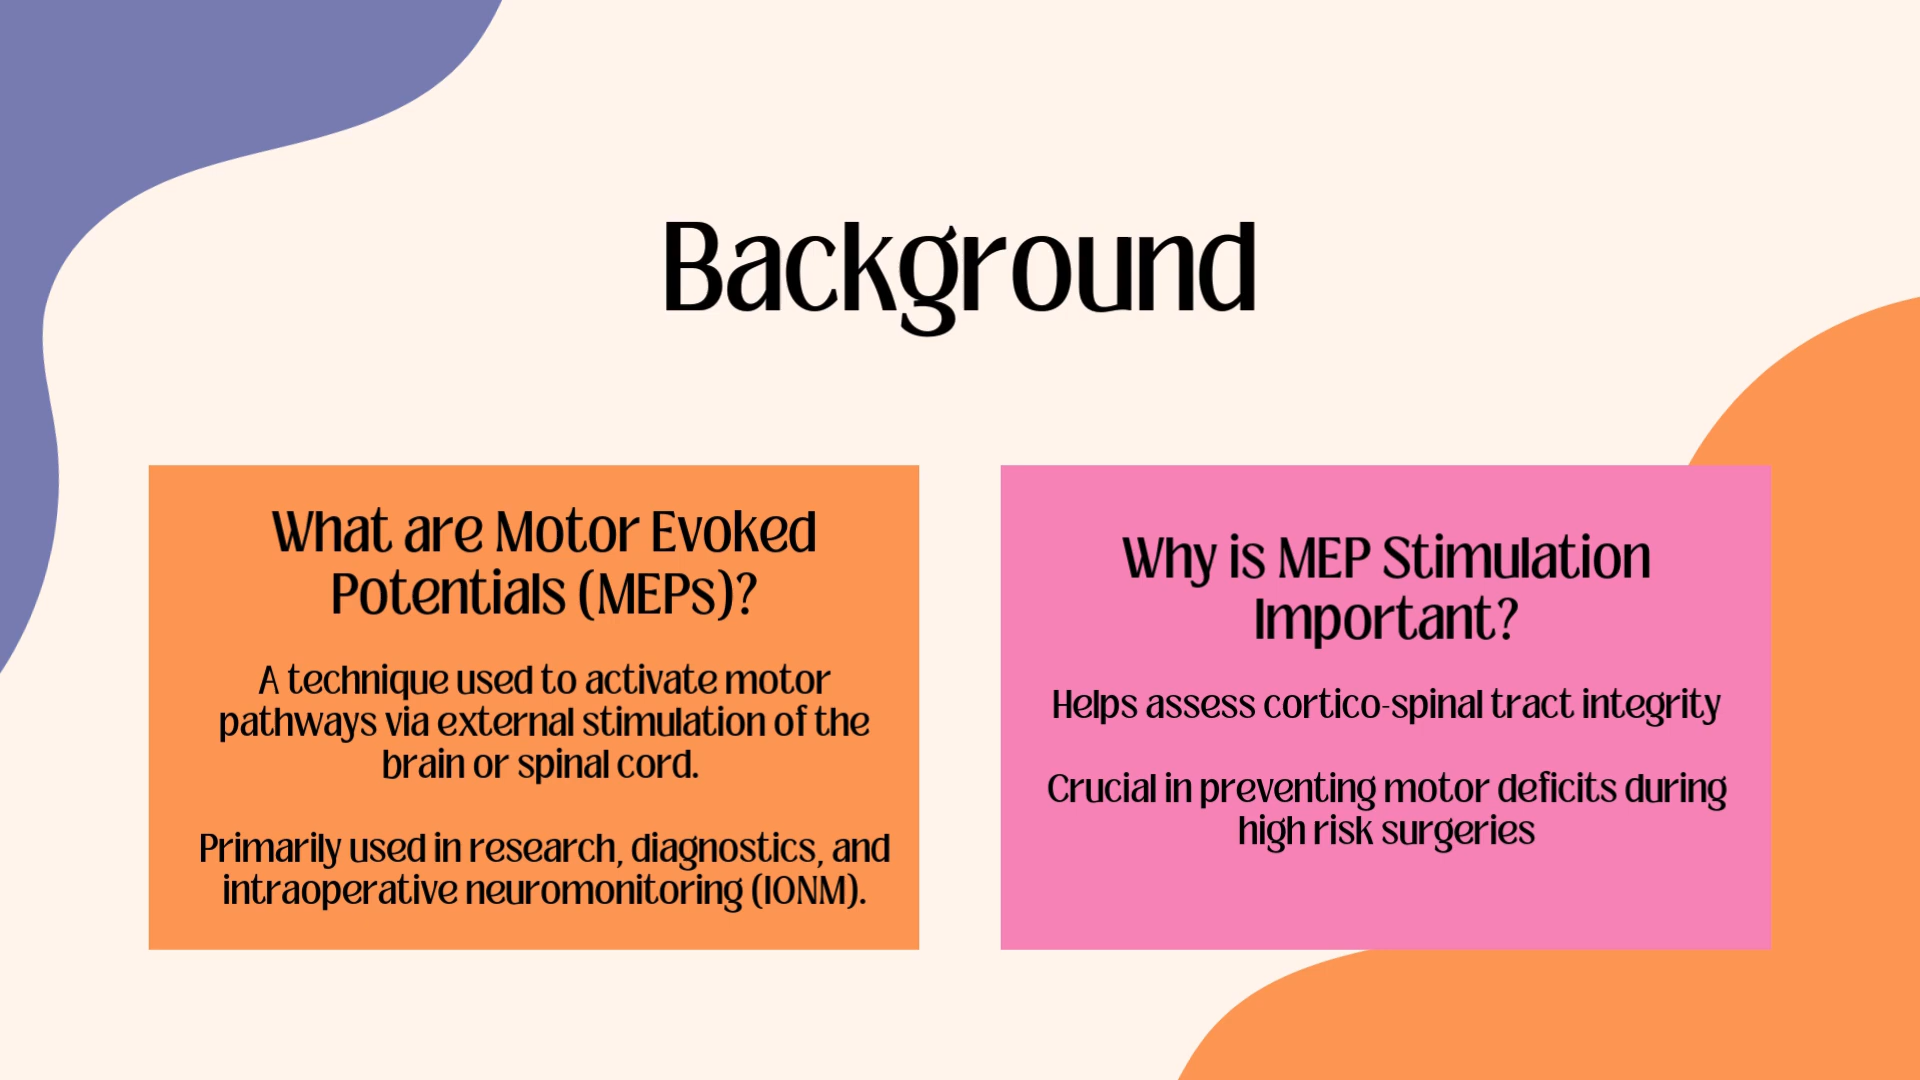 Background
What are Motor Evoked
Potentials (MEPs)?
A technique used to activate motor
pathways via external stimulation of the
brain or spinal cord.
Primarily used in research, diagnostics, and
intraoperative neuromonitoring (IONM).
Why is MEP Stimulation
Important?
Helps assess cortico-spinal tract integrity
Crucial in preventing motor deficits during
high risk surgeries